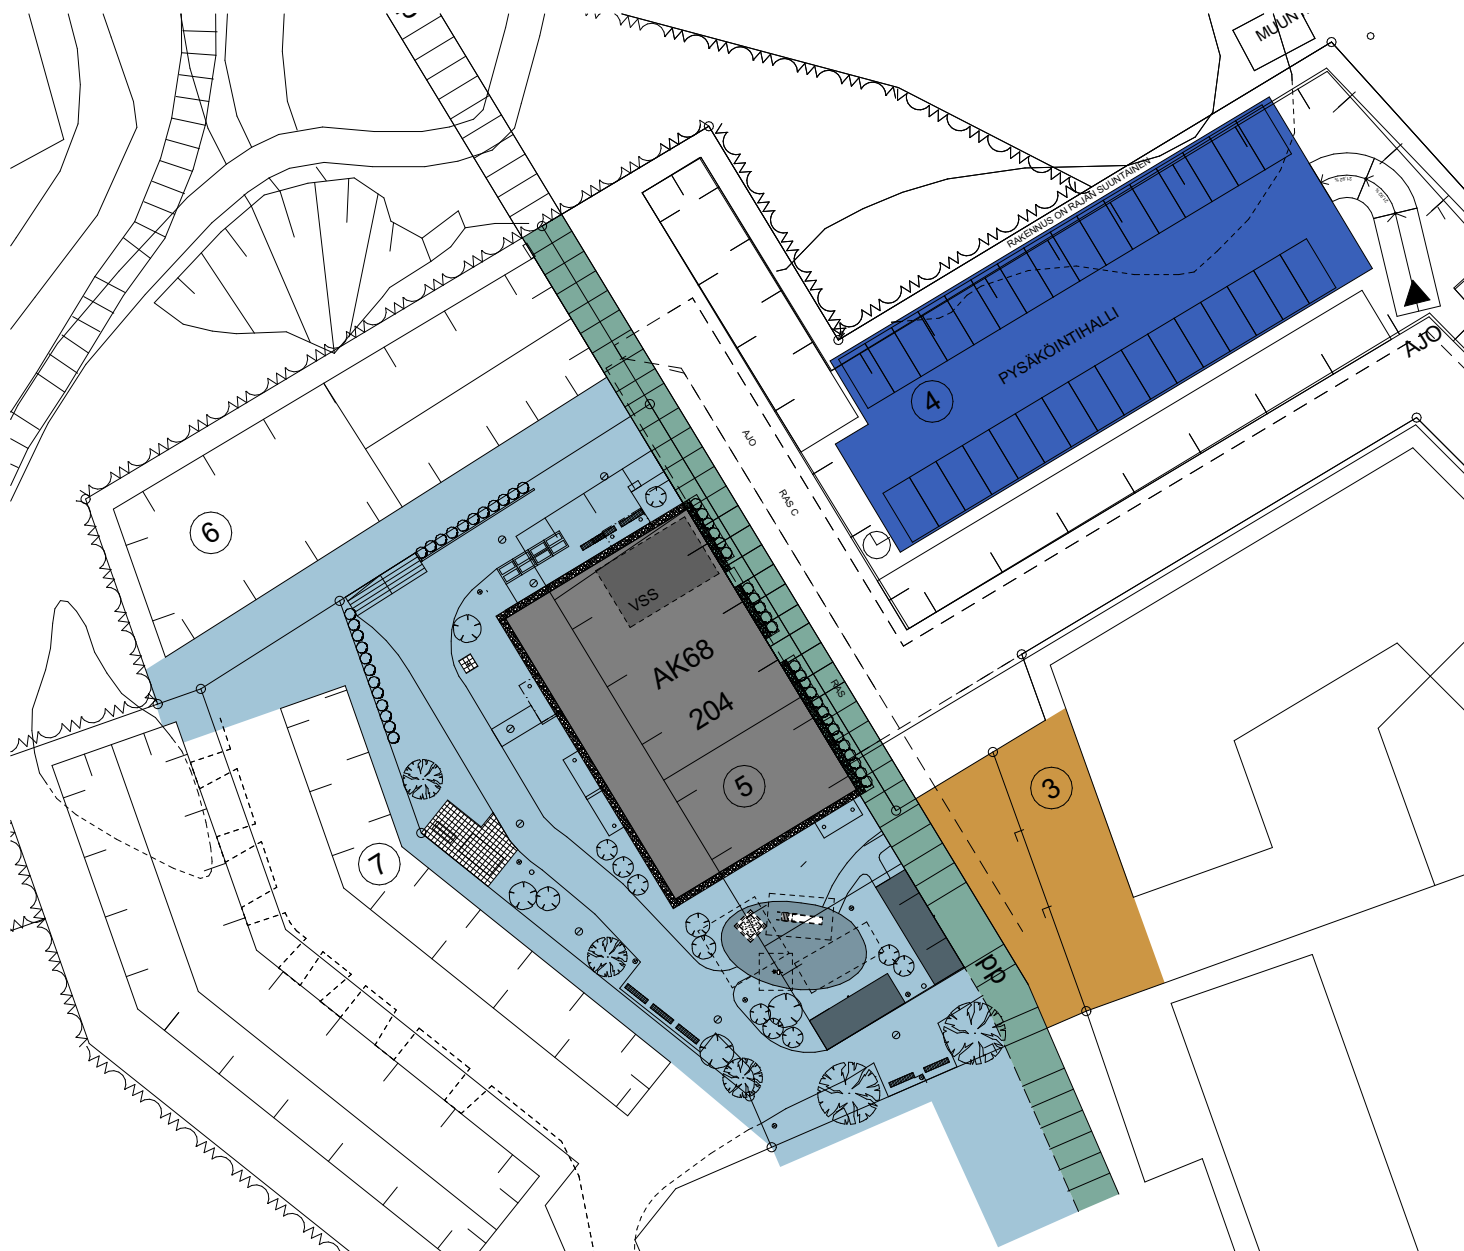 MUUN
RAKENNUS ON RAJAN SUUNTAINEN
PYSÄKÖINTIHALLI
AJO
4
AJO
RAS C
6
VSS
AK68
204
RAS
5
3
7
pp